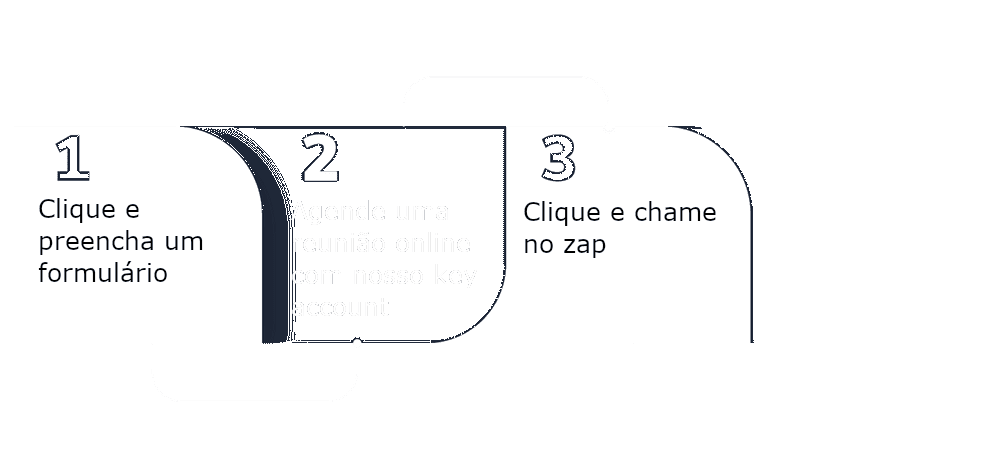 1
Clique e
preencha um
formulário
2
Agende uma
reunião online
com nosso key
account
3
Clique e chame
no zap